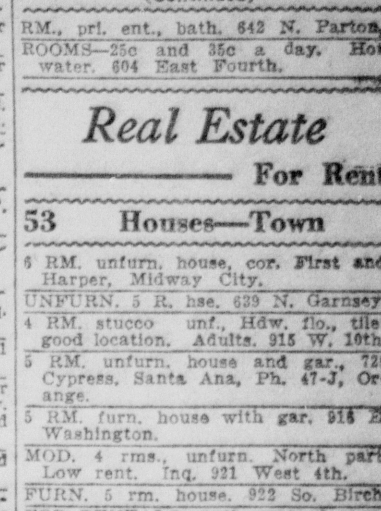 RM., pri. ent., bath. 642 N. Parton,
ROOMS—25c and 35c a day. Hot
water. 604 East Fourth.
Real Estate
For Rent
53 Houses—Town
6 RM. unfurn. house, cor. First and
Harper, Midway City.
UNFURN. 5 R. hse. 639 N. Garnsey
4 RM. stucco unf., Hdw. flo., tile
good location. Adults. 915 W. 10th
5 RM. unfurn. house and gar., 72
Cypress, Santa Ana, Ph. 47-J, Or
ange.
5 RM. furn. house with gar. 916 E
Washington.
MOD. 4 rms., unfurn. North part
Low rent. Inq. 921 West 4th.
FURN. 5 rm. house. 922 So. Birch